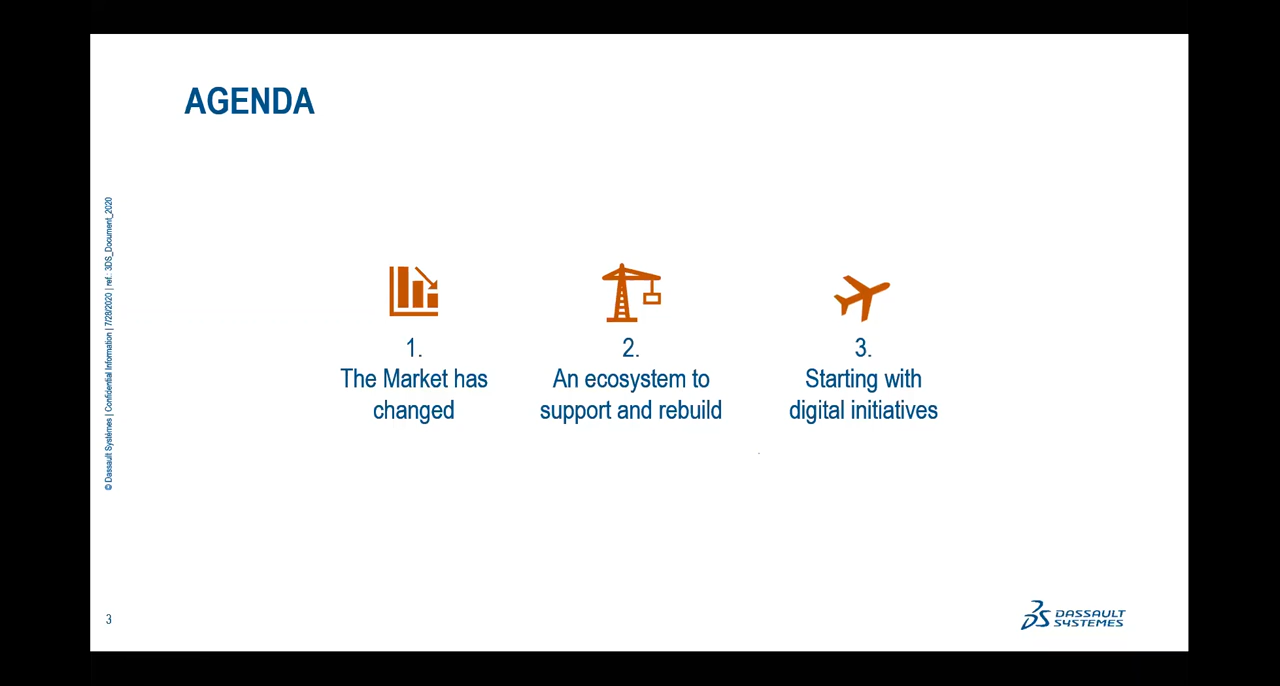 AGENDA
© Dassault Systèmes | Confidential Information | 7/28/2020 | ref.: 3DS_Document_2020
1.
The Market has
changed
2.
An ecosystem to
support and rebuild
3.
Starting with
digital initiatives
3
3DS DASSAULT
SYSTEMES